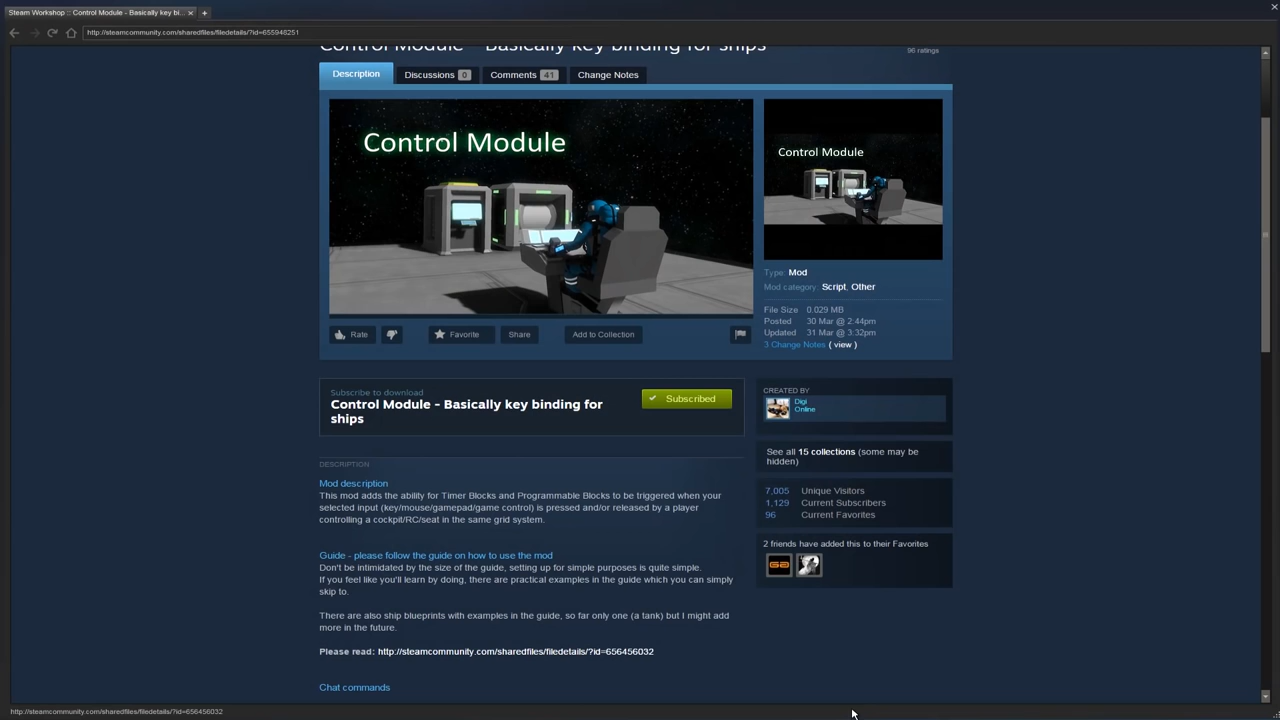 Steam Workshop :: Control Module - Basically key bi...
http://steamcommunity.com/sharedfiles/filedetails/?id=655948251
Control Module - Basically key binding for ships
96 ratings
Description
Discussions 0
Comments 41
Change Notes
Control Module
Control Module
Type: Mod
Mod category: Script, Other
File Size 0.029 MB
Posted 30 Mar @ 2:44pm
Updated 31 Mar @ 3:32pm
3 Change Notes ( view )
Rate
Favorite
Share
Add to Collection
Subscribe to download
Control Module - Basically key binding for
ships
Subscribed
CREATED BY
Digi
Online
See all 15 collections (some may be
hidden)
7,005 Unique Visitors
1,129 Current Subscribers
96 Current Favorites
2 friends have added this to their Favorites
DESCRIPTION
Mod description
This mod adds the ability for Timer Blocks and Programmable Blocks to be triggered when your
selected input (key/mouse/gamepad/game control) is pressed and/or released by a player
controlling a cockpit/RC/seat in the same grid system.
Guide - please follow the guide on how to use the mod
Don't be intimidated by the size of the guide, setting up for simple purposes is quite simple.
If you feel like you'll learn by doing, there are practical examples in the guide which you can simply
skip to.
There are also ship blueprints with examples in the guide, so far only one (a tank) but I might add
more in the future.
Please read: http://steamcommunity.com/sharedfiles/filedetails/?id=656456032
Chat commands
http://steamcommunity.com/sharedfiles/filedetails/?id=656456032